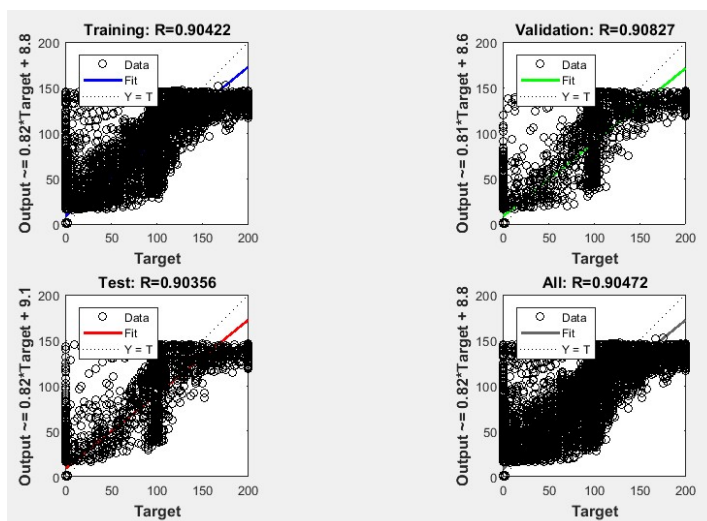 Training: R=0.90422
Output ~= 0.82*Target + 8.8
200
150
100
50
0
Data
Fit
Y = T
0 50 100 150 200
Target
Validation: R=0.90827
Output ~= 0.81*Target + 8.6
200
150
100
50
0
Data
Fit
Y = T
0 50 100 150 200
Target
Test: R=0.90356
Output ~= 0.82*Target + 9.1
200
150
100
50
0
Data
Fit
Y = T
0 50 100 150 200
Target
All: R=0.90472
Output ~= 0.82*Target + 8.8
200
150
100
50
0
Data
Fit
Y = T
0 50 100 150 200
Target